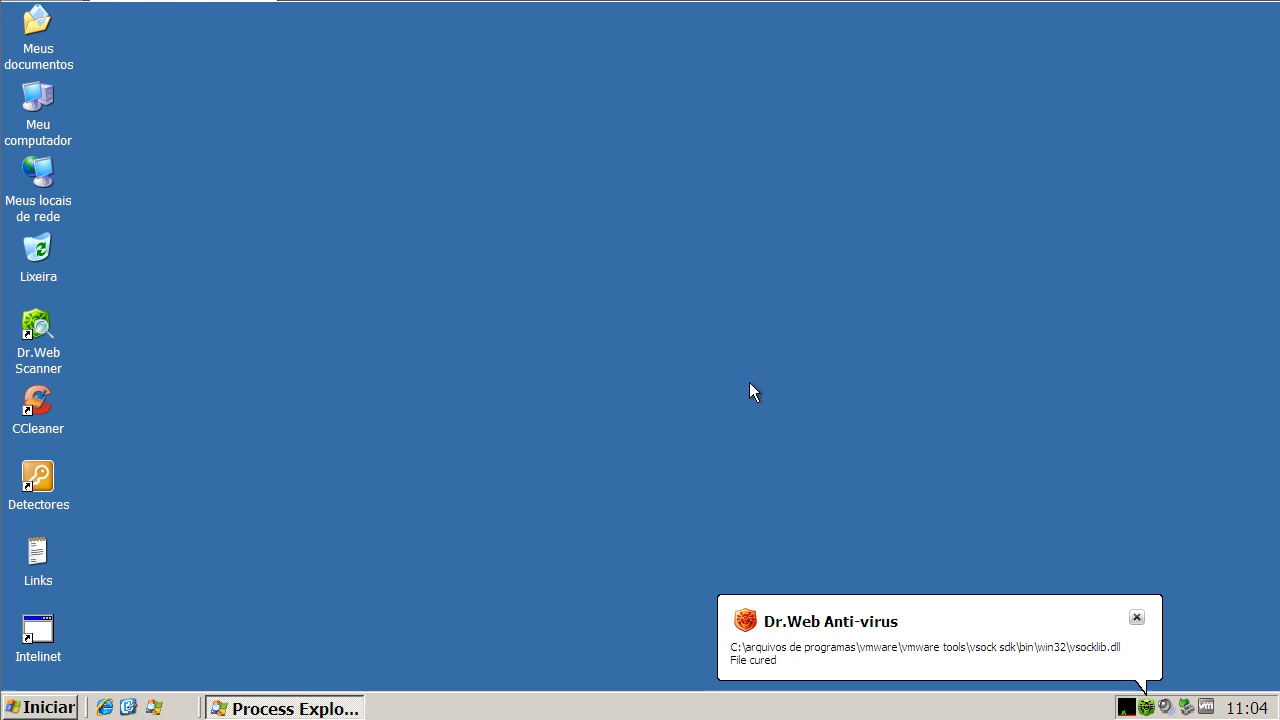 Meus
documentos
Meu
computador
Meus locais
de rede
Lixeira
Dr.Web
Scanner
CCleaner
Detectores
Links
Intelinet
Dr.Web Anti-virus
C:\arquivos de programas\vmware\vmware tools\vsock sdk\bin\win32\vsocklib.dll
File cured
Iniciar
Process Explo...
vm
11:04